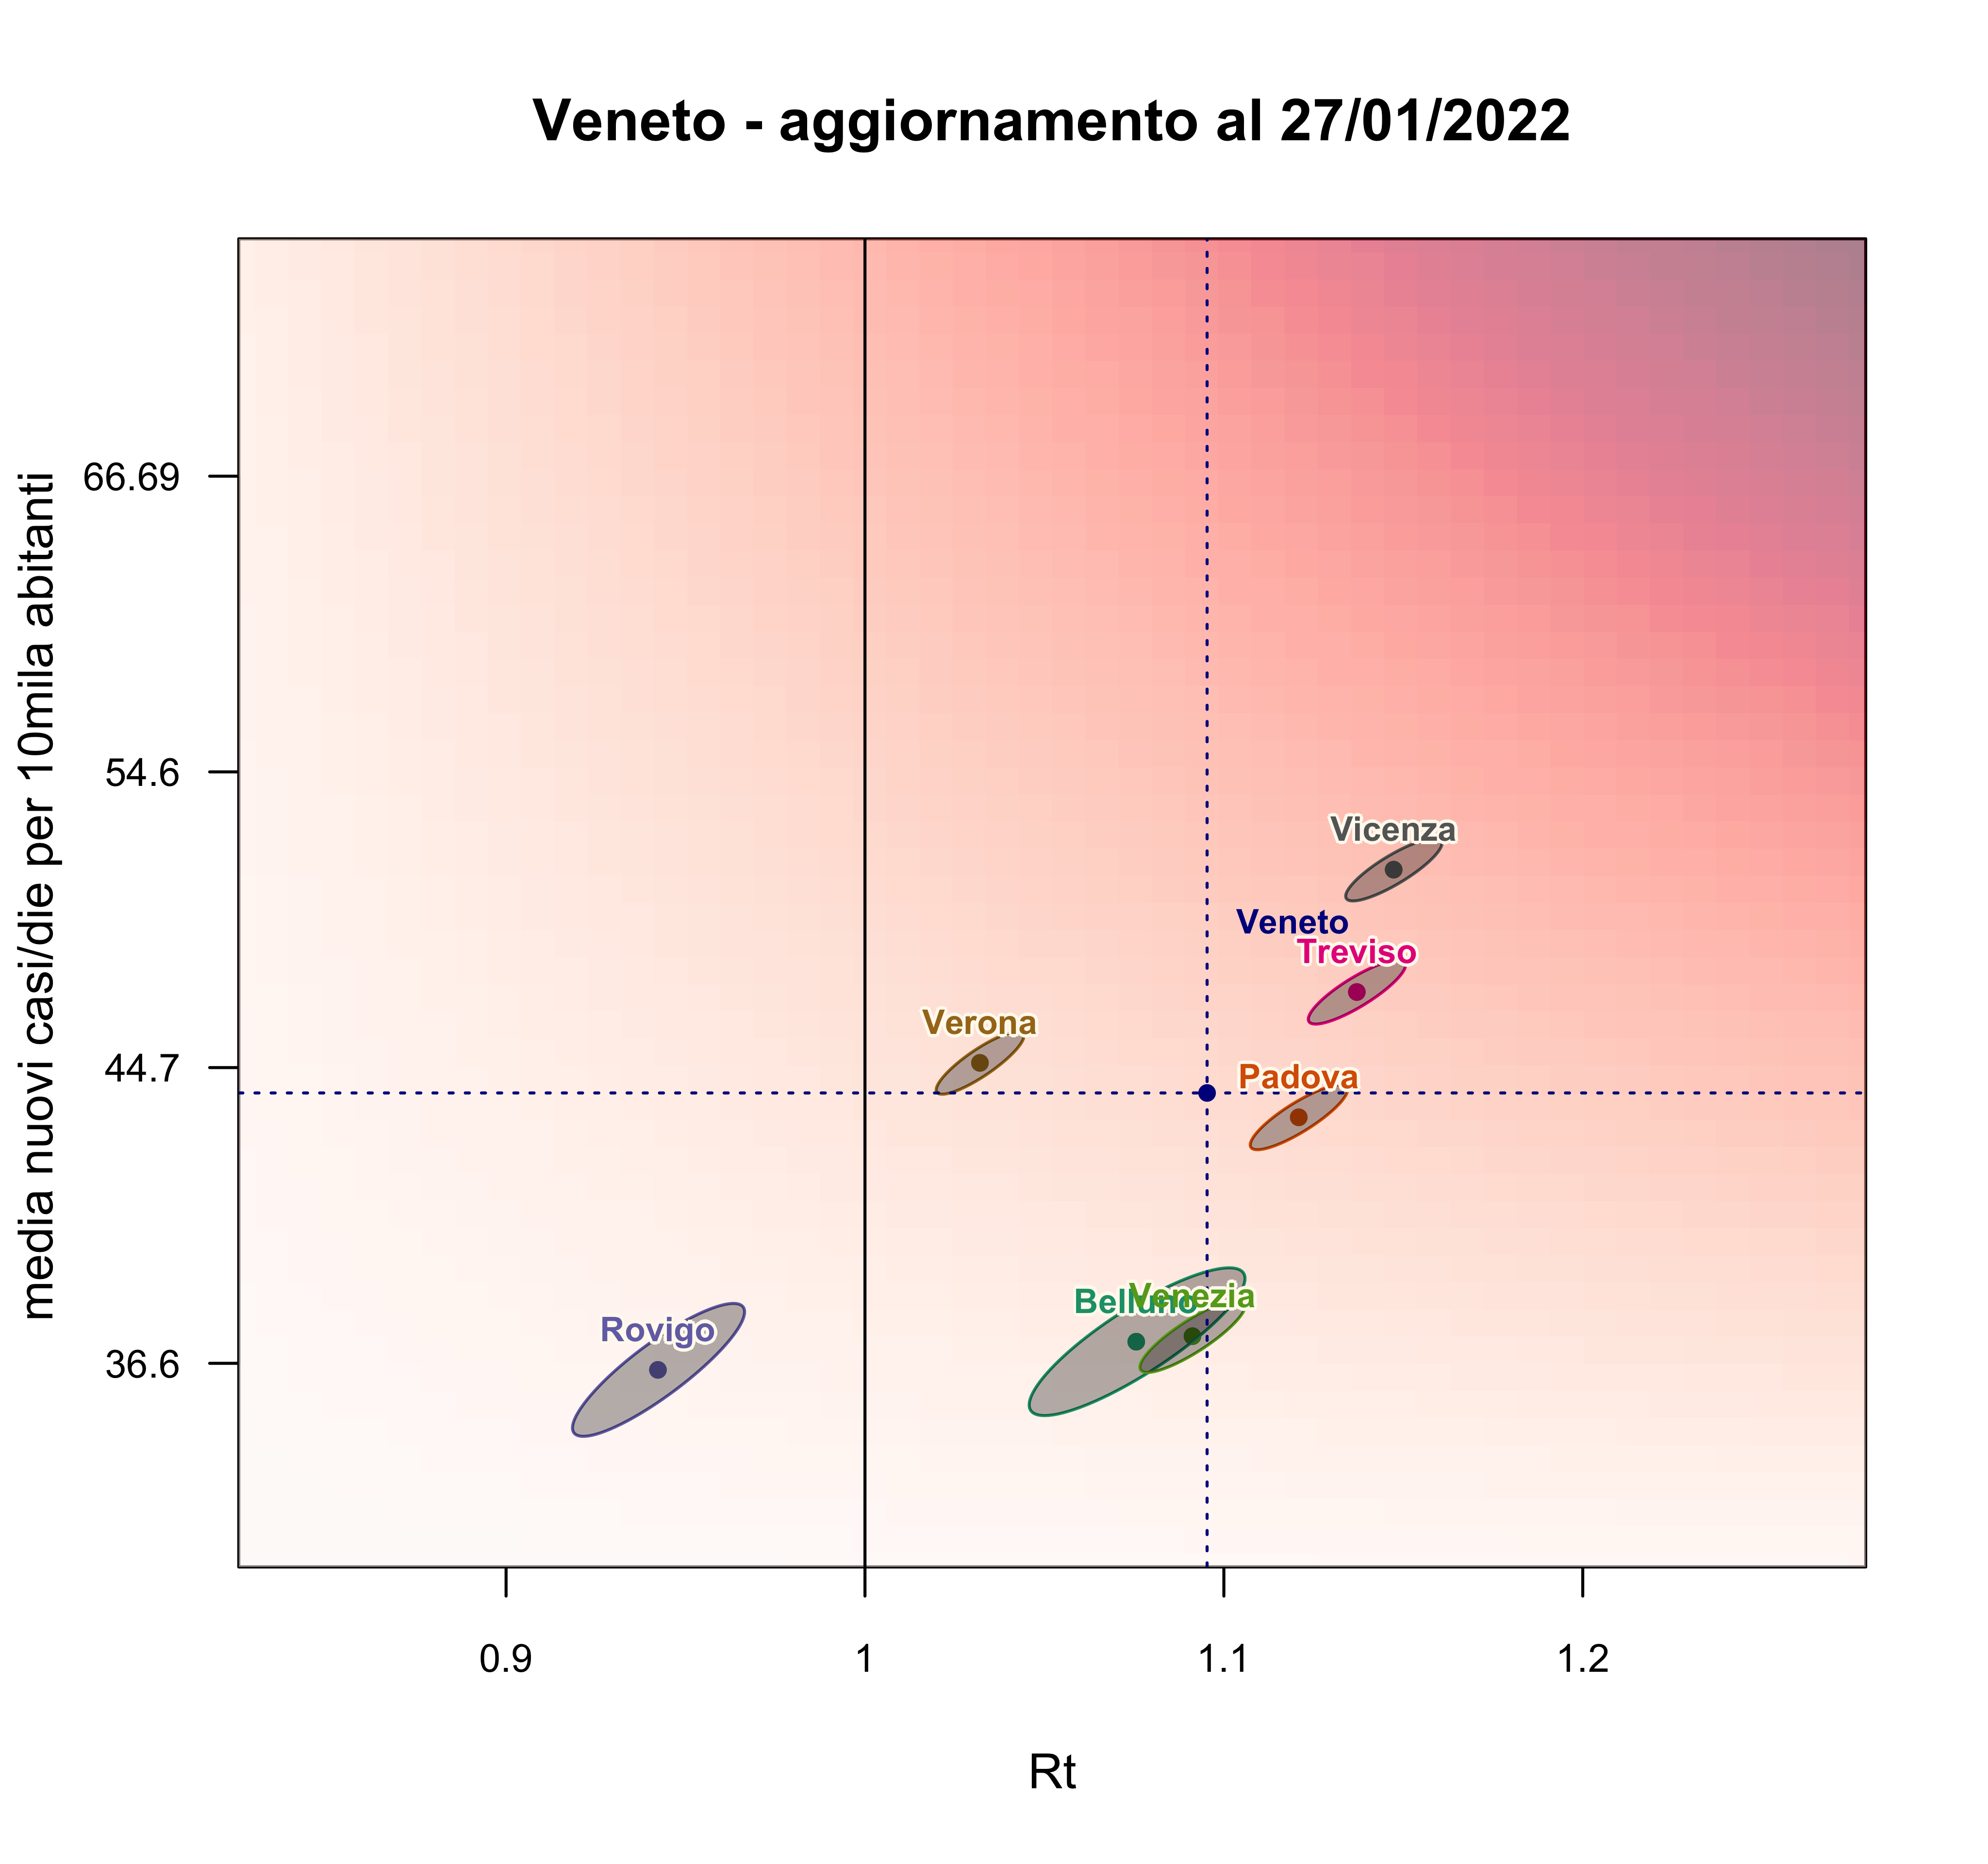 Veneto - aggiornamento al 27/01/2022
media nuovi casi/die per 10mila abitanti
66.69
54.6
44.7
36.6
Vicenza
Veneto
Treviso
Verona
Padova
Venezia
Belluno
Rovigo
0.9
1
1.1
1.2
Rt